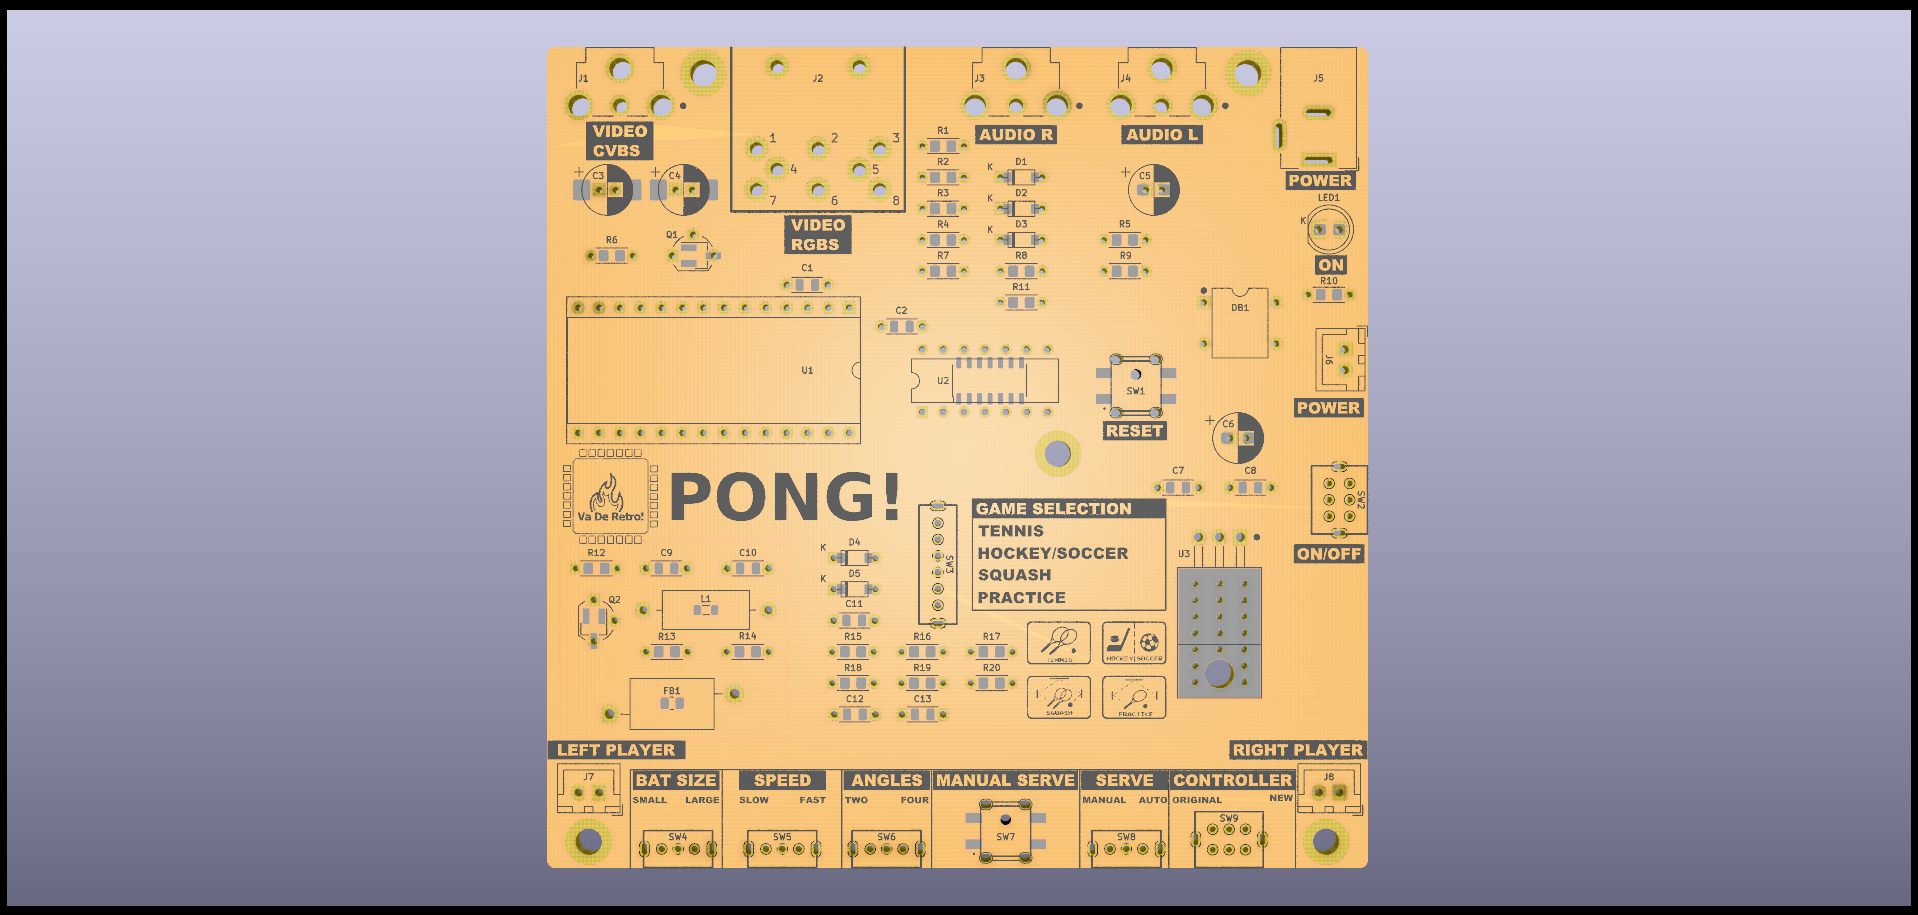 J1
J2
J3
J4
J5
VIDEO
CVBS
1
2
3
4
5
7
6
8
R1
AUDIO R
AUDIO L
+ C3
+ C4
R2
K D1
+ C5
POWER
R3
K D2
LED1
K
VIDEO
RGBS
R6
Q1
R4
K D3
R5
ON
C1
R7
R8
R9
R10
R11
C2
DB1
U1
U2
SW1
J6
POWER
RESET
+ C6
Va De Retro!
PONG!
C7
C8
SW2
GAME SELECTION
TENNIS
HOCKEY/SOCCER
SQUASH
PRACTICE
SW3
ON/OFF
U3
R12
C9
C10
K D4
K D5
Q2
L1
C11
R13
R14
R15
R16
R17
TENNIS
HOCKEY|SOCCER
FB1
R18
R19
R20
C12
C13
SQUASH
PRACTICE
LEFT PLAYER
RIGHT PLAYER
J7
BAT SIZE
SPEED
ANGLES
MANUAL SERVE
SERVE
CONTROLLER
J8
SMALL LARGE
SLOW FAST
TWO FOUR
MANUAL AUTO
ORIGINAL NEW
SW4
SW5
SW6
SW7
SW8
SW9